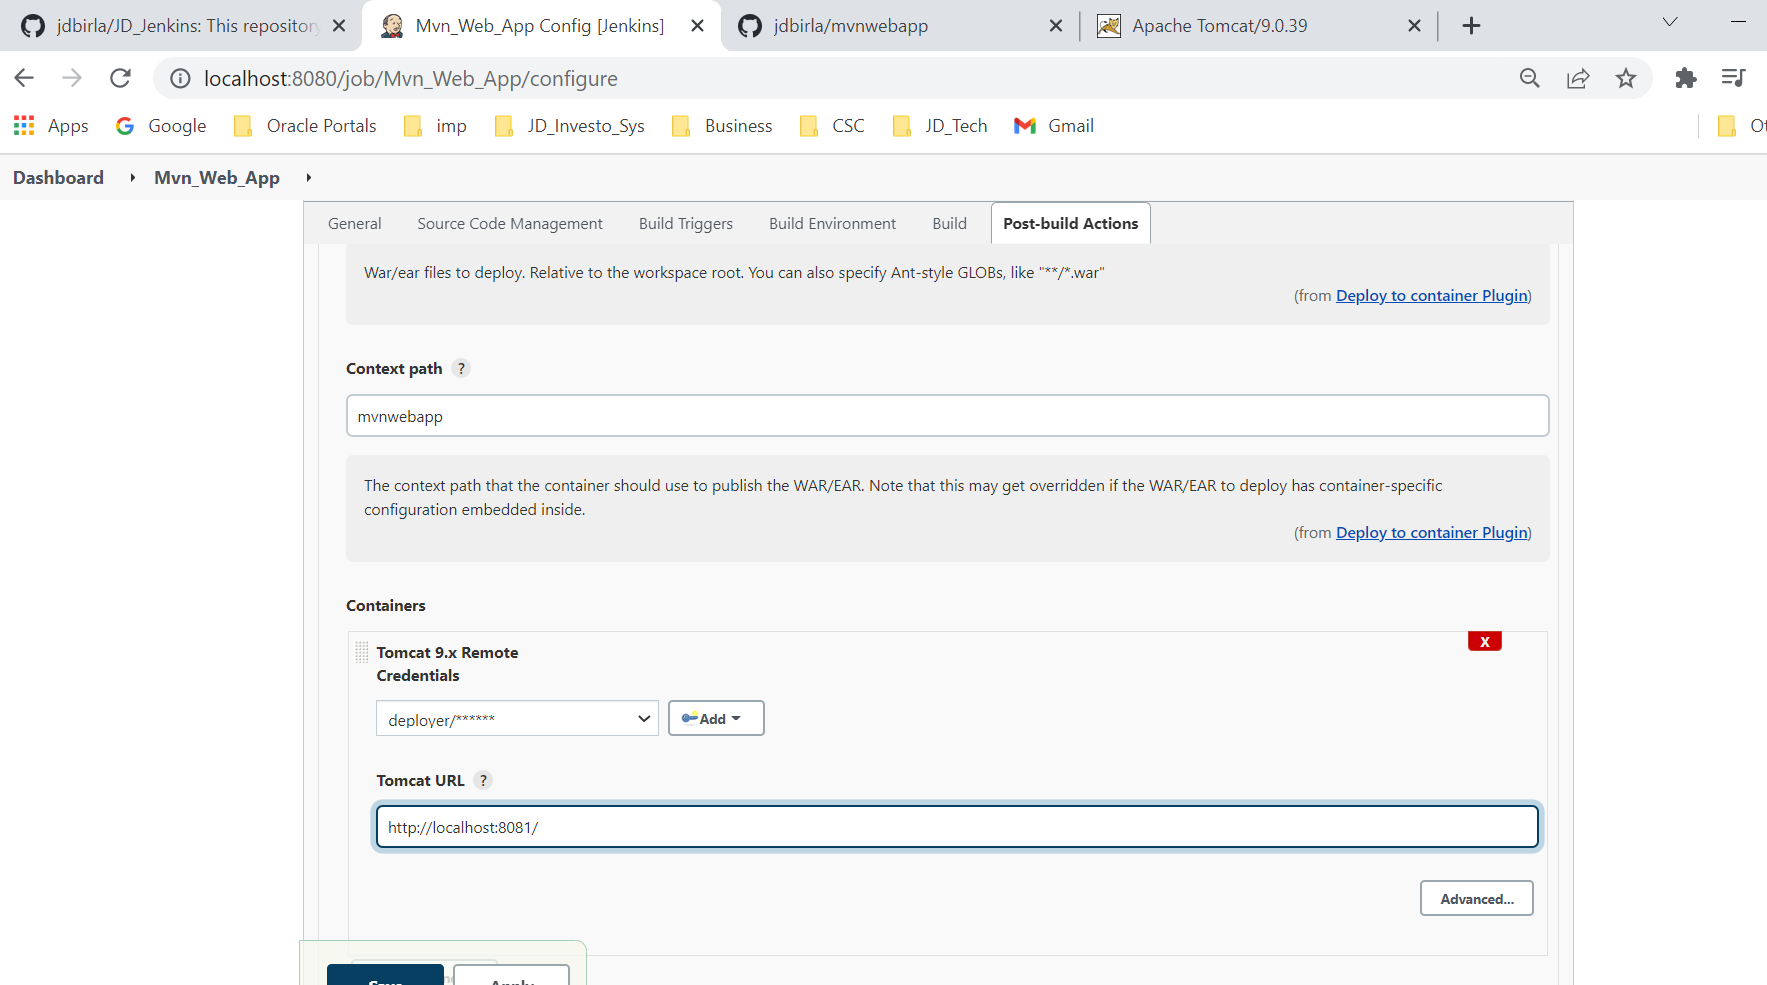 jdbirla/JD_Jenkins: This repository
Mvn_Web_App Config [Jenkins]
jdbirla/mvnwebapp
Apache Tomcat/9.0.39
localhost:8080/job/Mvn_Web_App/configure
Apps
Google
Oracle Portals
imp
JD_Investo_Sys
Business
CSC
JD_Tech
Gmail
Dashboard
Mvn_Web_App
General
Source Code Management
Build Triggers
Build Environment
Build
Post-build Actions
War/ear files to deploy. Relative to the workspace root. You can also specify Ant-style GLOBs, like "**/*.war"
(from Deploy to container Plugin)
Context path ?
mvnwebapp
The context path that the container should use to publish the WAR/EAR. Note that this may get overridden if the WAR/EAR to deploy has container-specific
configuration embedded inside.
(from Deploy to container Plugin)
Containers
X
Tomcat 9.x Remote
Credentials
deployer/******
Add
Tomcat URL ?
http://localhost:8081/
Advanced...
Save
Apply